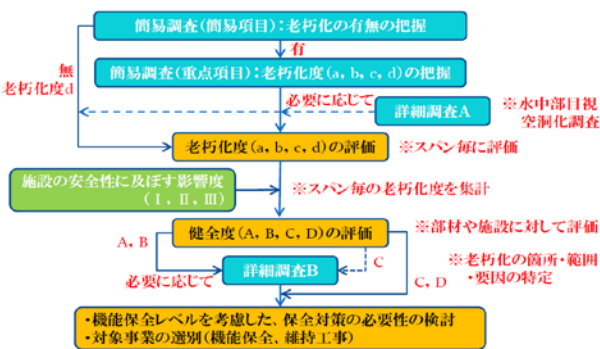 簡易調査(簡易項目):老朽化の有無の把握
有
無
老朽化度d
簡易調査(重点項目):老朽化度(a, b, c, d)の把握
必要に応じて
詳細調査A
※水中部目視
空洞化調査
老朽化度(a, b, c, d)の評価
※スパン毎に評価
施設の安全性に及ぼす影響度
(Ⅰ, Ⅱ, Ⅲ)
※スパン毎の老朽化度を集計
健全度(A, B, C, D)の評価
※部材や施設に対して評価
A, B
C
必要に応じて
詳細調査B
C, D
※老朽化の箇所・範囲
・要因の特定
・機能保全レベルを考慮した、保全対策の必要性の検討
・対象事業の選別(機能保全、維持工事)